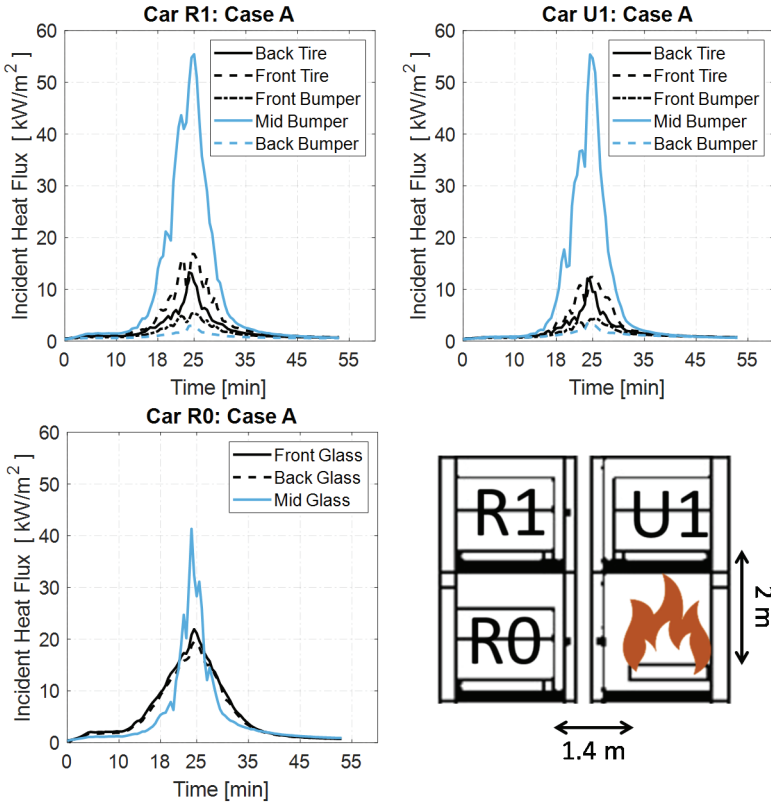 Car R1: Case A
Incident Heat Flux [ kW/m²]
60
50
40
30
20
10
0
Back Tire
Front Tire
Front Bumper
Mid Bumper
Back Bumper
0 10 18 25 35 45 55
Time [min]
Car U1: Case A
Incident Heat Flux [ kW/m²]
60
50
40
30
20
10
0
Back Tire
Front Tire
Front Bumper
Mid Bumper
Back Bumper
0 10 18 25 35 45 55
Time [min]
Car R0: Case A
Incident Heat Flux [ kW/m²]
60
50
40
30
20
10
0
Front Glass
Back Glass
Mid Glass
0 10 18 25 35 45 55
Time [min]
R1 U1
R0
2 m
1.4 m